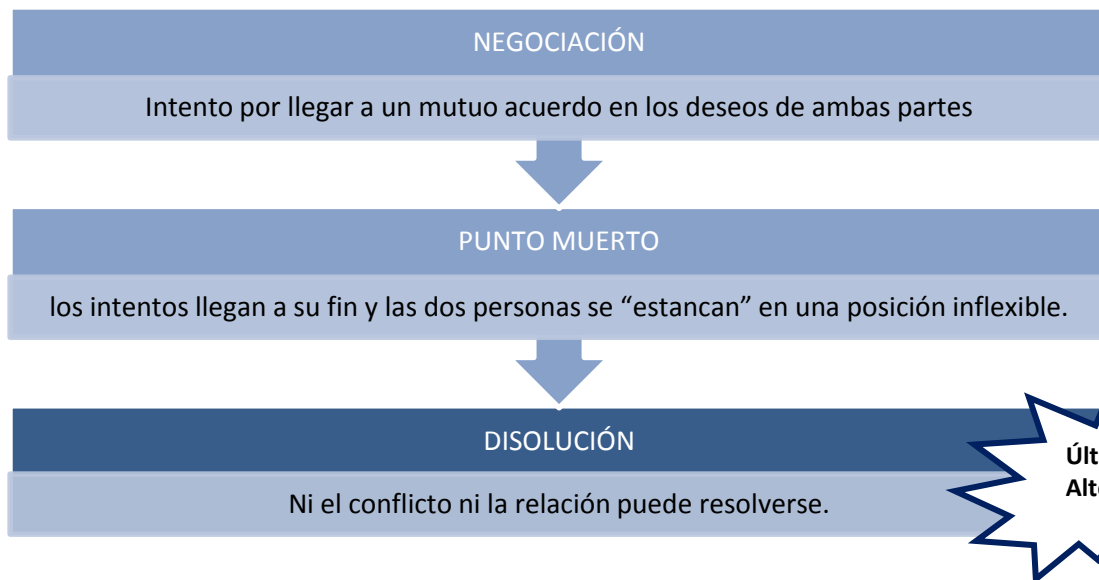 NEGOCIACIÓN
Intento por llegar a un mutuo acuerdo en los deseos de ambas partes
PUNTO MUERTO
los intentos llegan a su fin y las dos personas se “estancan” en una posición inflexible.
DISOLUCIÓN
Ni el conflicto ni la relación puede resolverse.